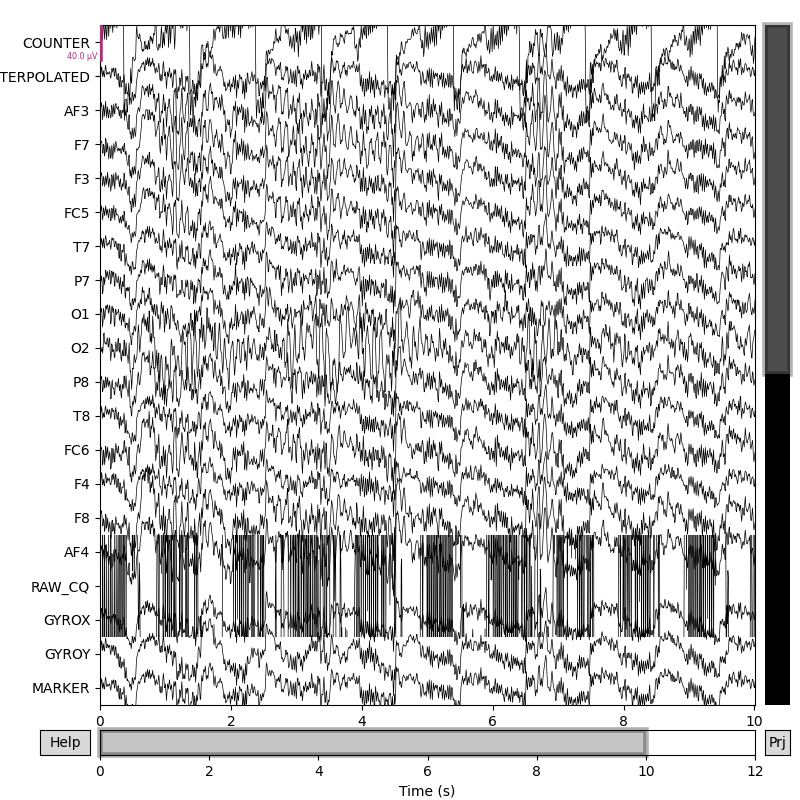 COUNTER
40.0 µV
TERPOLATED
AF3
F7
F3
FC5
T7
P7
O1
O2
P8
T8
FC6
F4
F8
AF4
RAW_CQ
GYROX
GYROY
MARKER
0 2 4 6 8 10
Help Prj
0 2 4 6 8 10 12
Time (s)